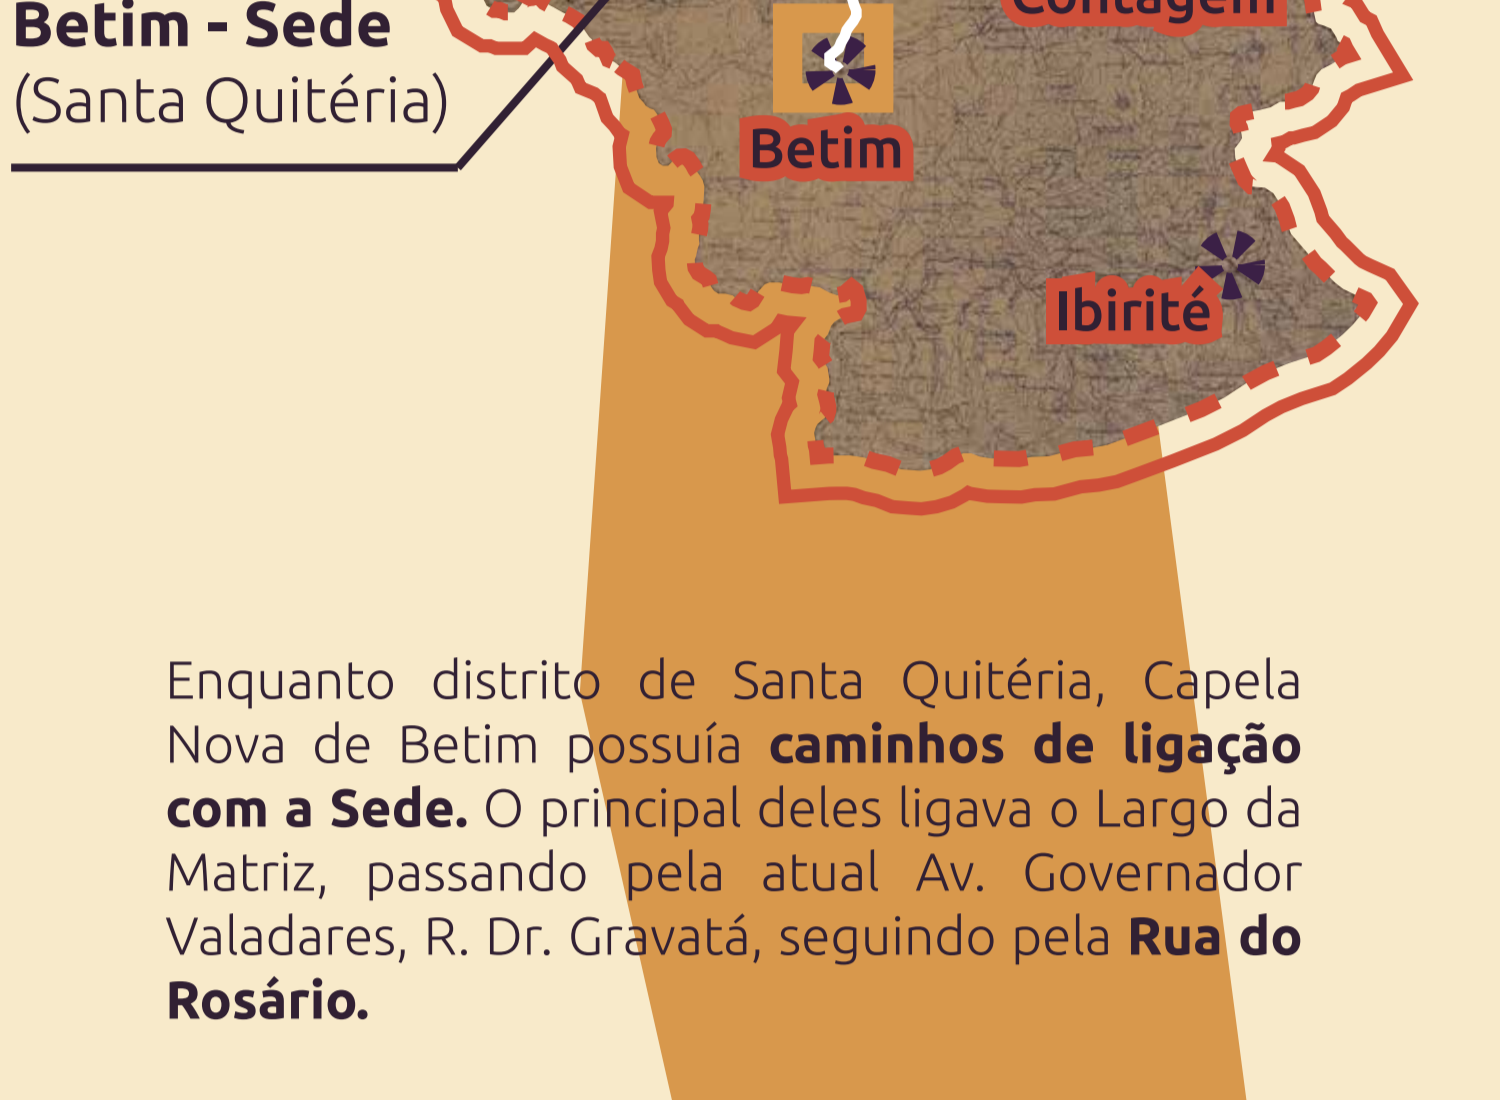 Betim - Sede
(Santa Quitéria)
Contagem
Betim
Ibirité
Enquanto distrito de Santa Quitéria, Capela
Nova de Betim possuía caminhos de ligação
com a Sede. O principal deles ligava o Largo da
Matriz, passando pela atual Av. Governador
Valadares, R. Dr. Gravatá, seguindo pela Rua do
Rosário.